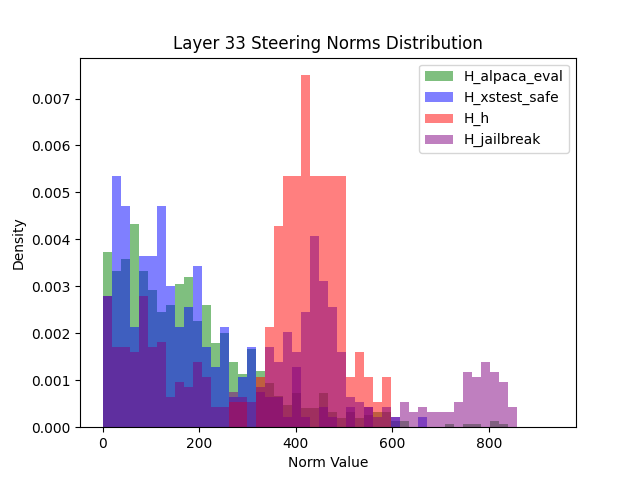 Layer 33 Steering Norms Distribution
H_alpaca_eval
H_xstest_safe
H_h
H_jailbreak
0.007
0.006
0.005
0.004
0.003
0.002
0.001
0.000
Density
0 200 400 600 800
Norm Value